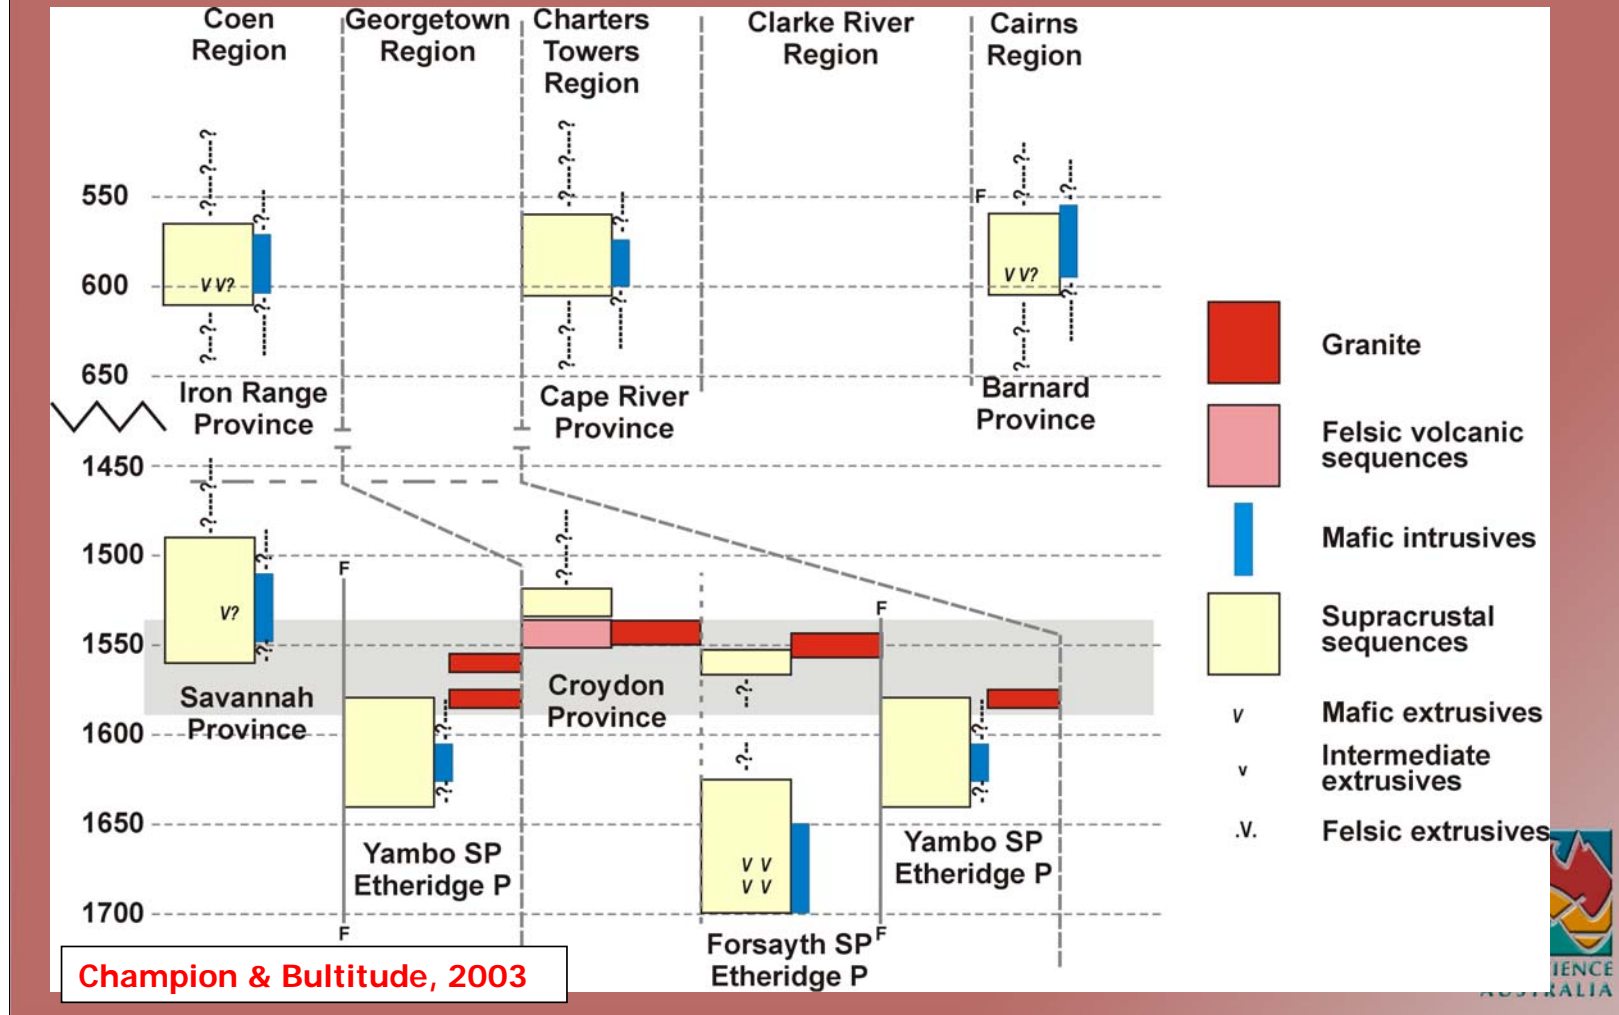 Coen
Region
Georgetown
Region
Charters
Towers
Region
Clarke River
Region
Cairns
Region
550
600
650
1450
1500
1550
1600
1650
1700
?
?
?
?
?
?
?
V V?
?
?
?
?
?
?
?
?
?
F
?
?
?
V V?
?
?
?
Iron Range
Province
Cape River
Province
Barnard
Province
?
?
?
V?
?
Savannah
Province
F
?
?
Yambo SP
Etheridge P
F
?
?
Croydon
Province
?
?
V V
V V
Forsayth SP
Etheridge P
F
F
?
?
Yambo SP
Etheridge P
Granite
Felsic volcanic
sequences
Mafic intrusives
Supracrustal
sequences
V Mafic extrusives
v Intermediate
extrusives
.V. Felsic extrusives
Champion & Bultitude, 2003
IENCE
AUSTRALIA